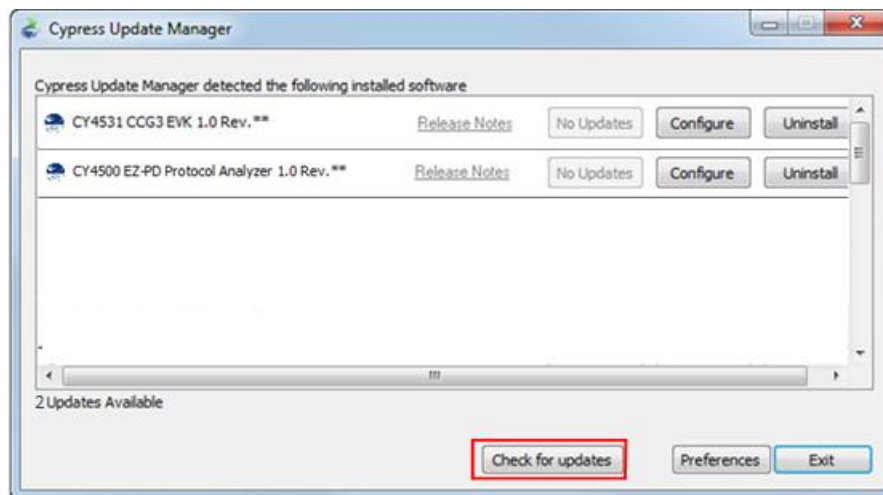 Cypress Update Manager
Cypress Update Manager detected the following installed software
CY4531 CCG3 EVK 1.0 Rev.** Release Notes No Updates Configure Uninstall
CY4500 EZ-PD Protocol Analyzer 1.0 Rev.** Release Notes No Updates Configure Uninstall
2 Updates Available
Check for updates Preferences Exit